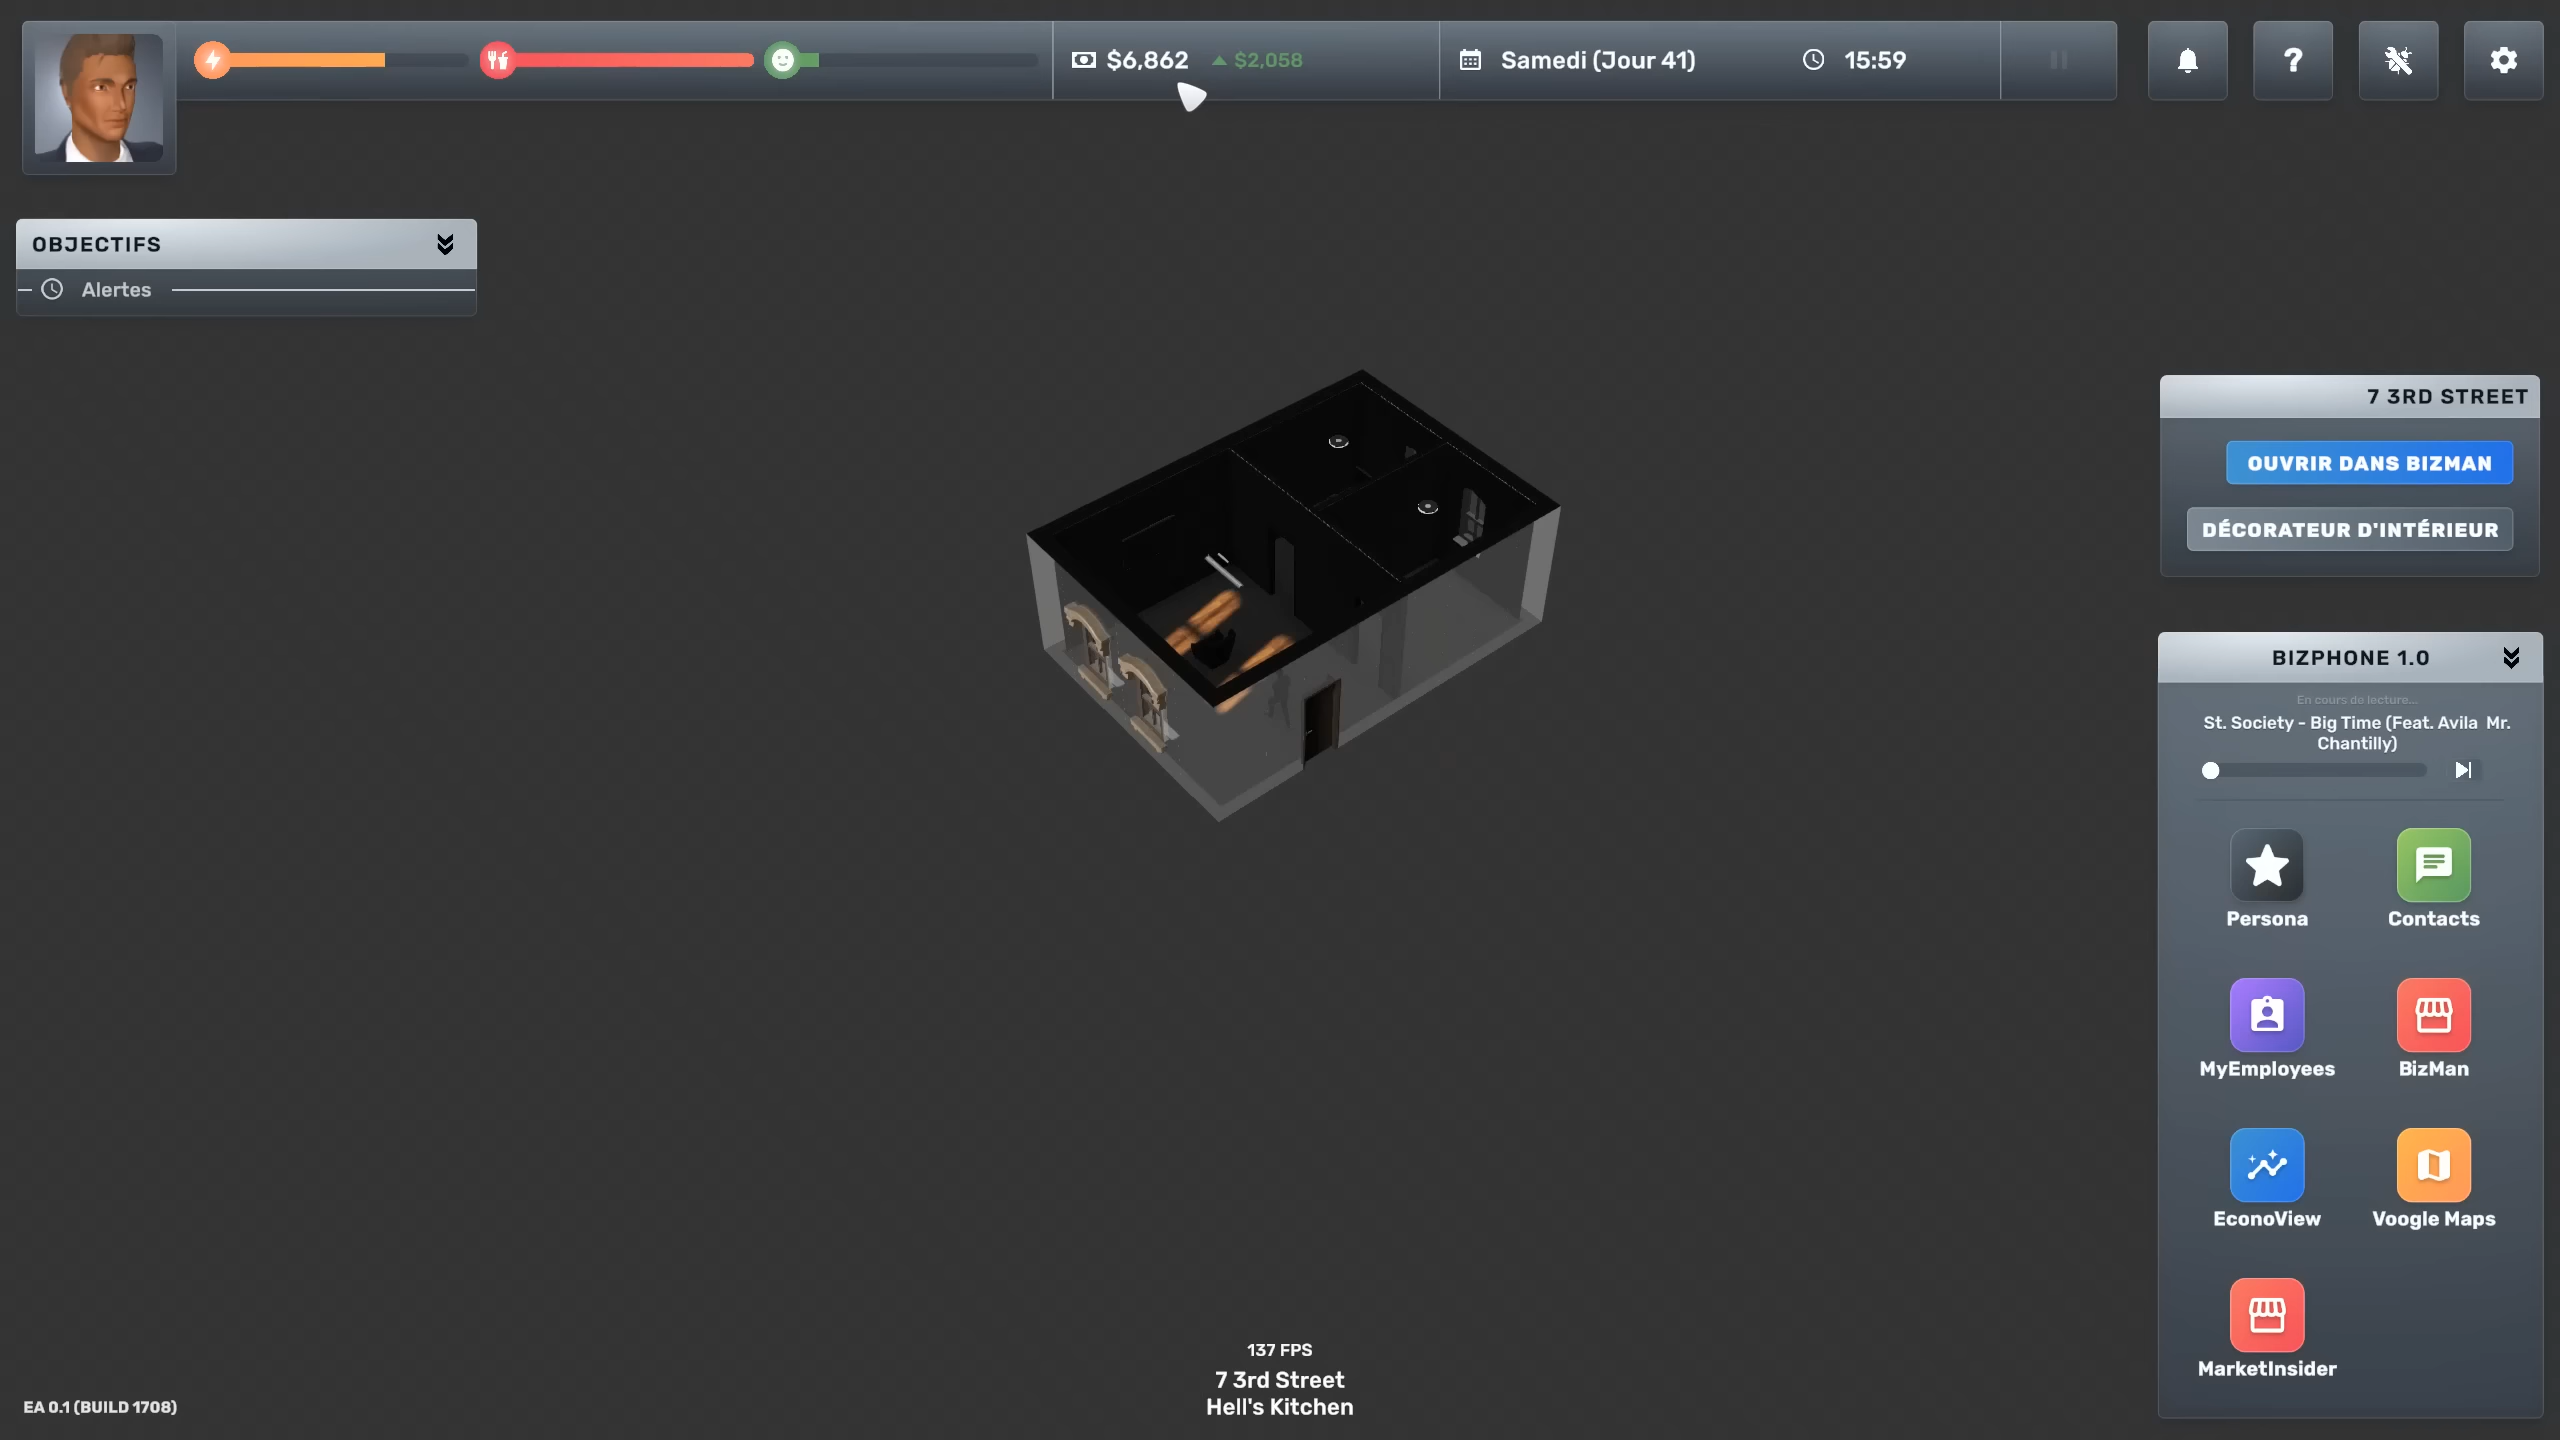 $6,862
$2,058
Samedi (Jour 41)
15:59
?
OBJECTIFS
Alertes
7 3RD STREET
OUVRIR DANS BIZMAN
DÉCORATEUR D'INTÉRIEUR
BIZPHONE 1.0
En cours de lecture...
St. Society - Big Time (Feat. Avila Mr.
Chantilly)
Persona
Contacts
MyEmployees
BizMan
EconoView
Voogle Maps
MarketInsider
137 FPS
7 3rd Street
Hell's Kitchen
EA 0.1 (BUILD 1708)